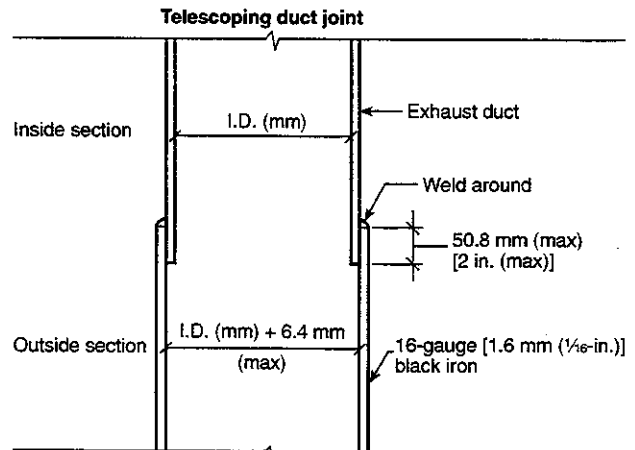 Telescoping duct joint
I.D. (mm)
Exhaust duct
Inside section
Weld around
50.8 mm (max)
[2 in. (max)]
I.D. (mm) + 6.4 mm
(max)
Outside section
16-gauge [1.6 mm (1⁄16-in.)]
black iron